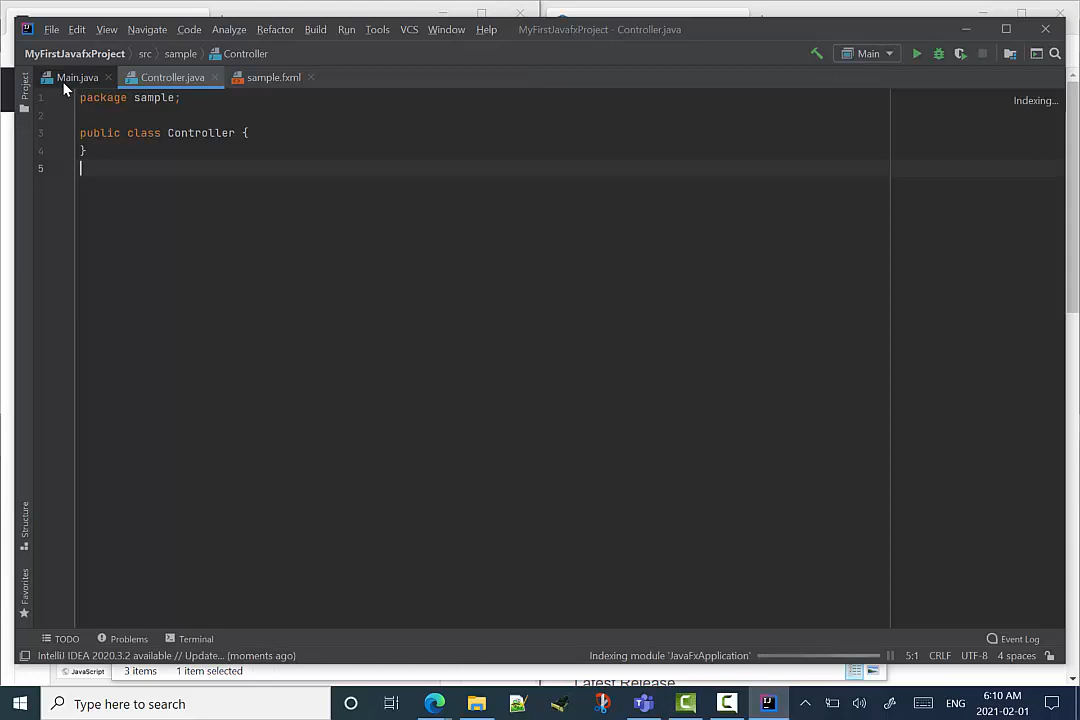 File Edit View Navigate Code Analyze Refactor Build Run Tools VCS Window Help MyFirstJavafxProject - Controller.java
MyFirstJavafxProject src sample Controller Main
Main.java Controller.java sample.fxml
Project
1 package sample; Indexing...
2
3 public class Controller {
4 }
5
Structure
Favorites
TODO Problems Terminal Event Log
IntelliJ IDEA 2020.3.2 available // Update... (moments ago) Indexing module 'JavaFxApplication' 5:1 CRLF UTF-8 4 spaces
JavaScript 3 items 1 item selected
Latest Release
Type here to search ENG 6:10 AM
2021-02-01